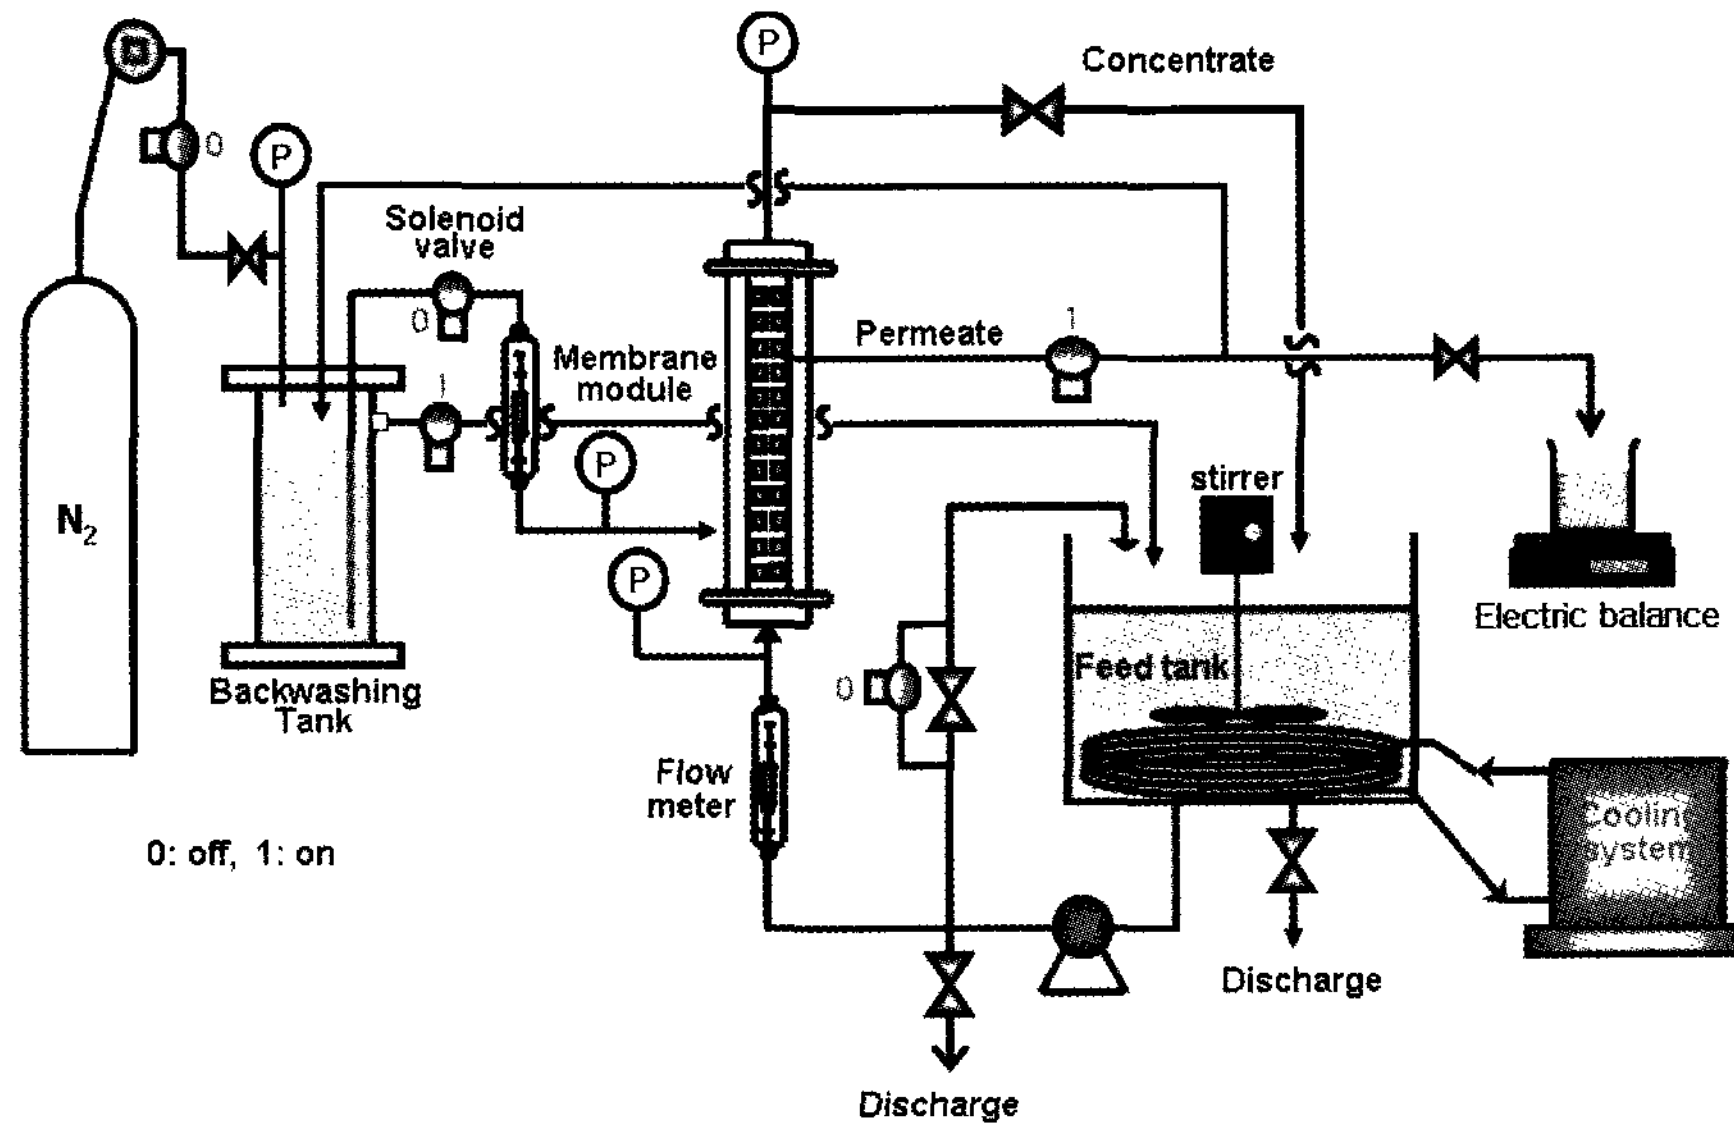 P
Concentrate
0
P
Solenoid
valve
0
1
Permeate
Membrane
module
1
P
N2
stirrer
P
Electric balance
Feed tank
0
Backwashing
Tank
Flow
meter
Cooling
system
0: off, 1: on
Discharge
Discharge